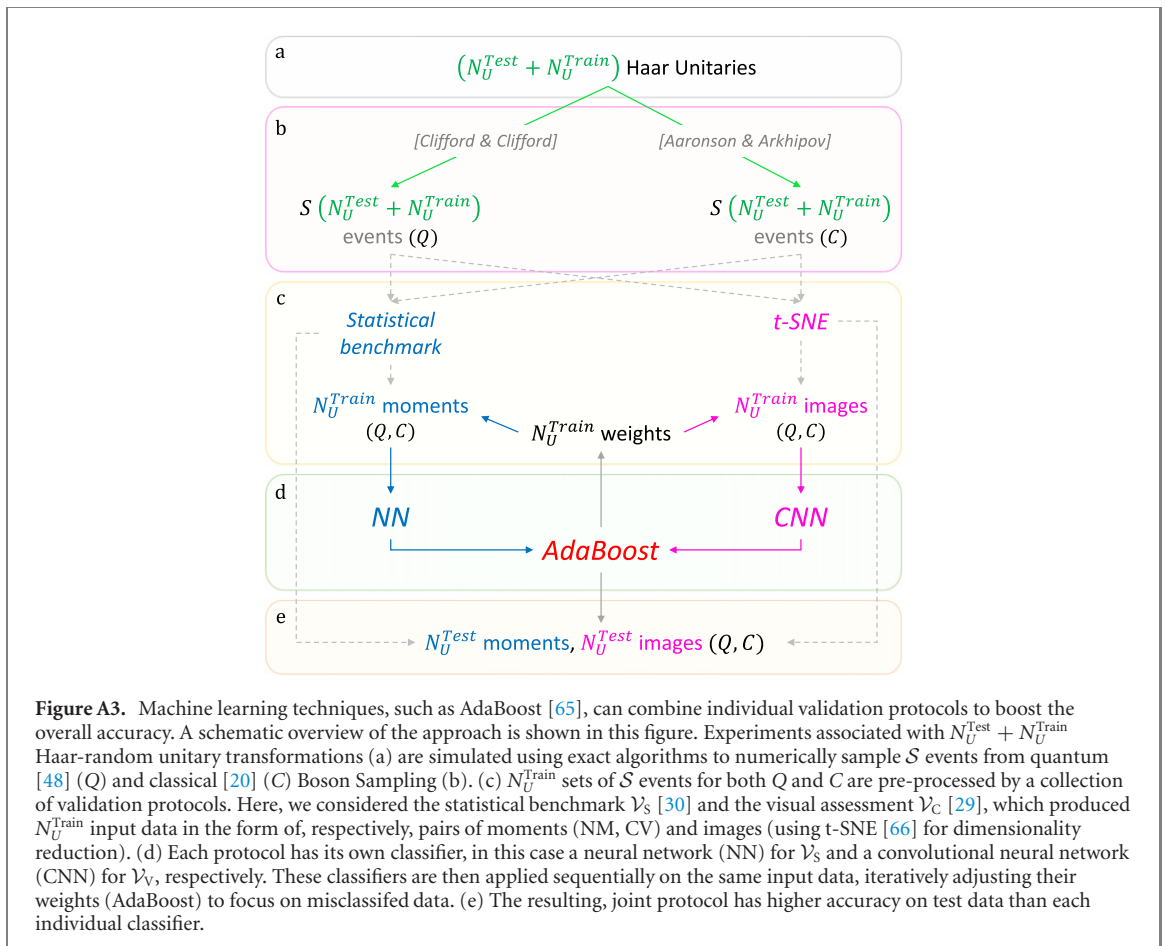 a
(N_U^Test + N_U^Train) Haar Unitaries
b
[Clifford & Clifford] [Aaronson & Arkhipov]
S (N_U^Test + N_U^Train) S (N_U^Test + N_U^Train)
events (Q) events (C)
c
Statistical t-SNE
benchmark
N_U^Train moments N_U^Train images
(Q, C) N_U^Train weights (Q, C)
d
NN CNN
AdaBoost
e
N_U^Test moments, N_U^Test images (Q, C)
Figure A3. Machine learning techniques, such as AdaBoost [65], can combine individual validation protocols to boost the
overall accuracy. A schematic overview of the approach is shown in this figure. Experiments associated with N_U^Test + N_U^Train
Haar-random unitary transformations (a) are simulated using exact algorithms to numerically sample S events from quantum
[48] (Q) and classical [20] (C) Boson Sampling (b). (c) N_U^Train sets of S events for both Q and C are pre-processed by a collection
of validation protocols. Here, we considered the statistical benchmark V_S [30] and the visual assessment V_C [29], which produced
N_U^Train input data in the form of, respectively, pairs of moments (NM, CV) and images (using t-SNE [66] for dimensionality
reduction). (d) Each protocol has its own classifier, in this case a neural network (NN) for V_S and a convolutional neural network
(CNN) for V_V, respectively. These classifiers are then applied sequentially on the same input data, iteratively adjusting their
weights (AdaBoost) to focus on misclassifed data. (e) The resulting, joint protocol has higher accuracy on test data than each
individual classifier.